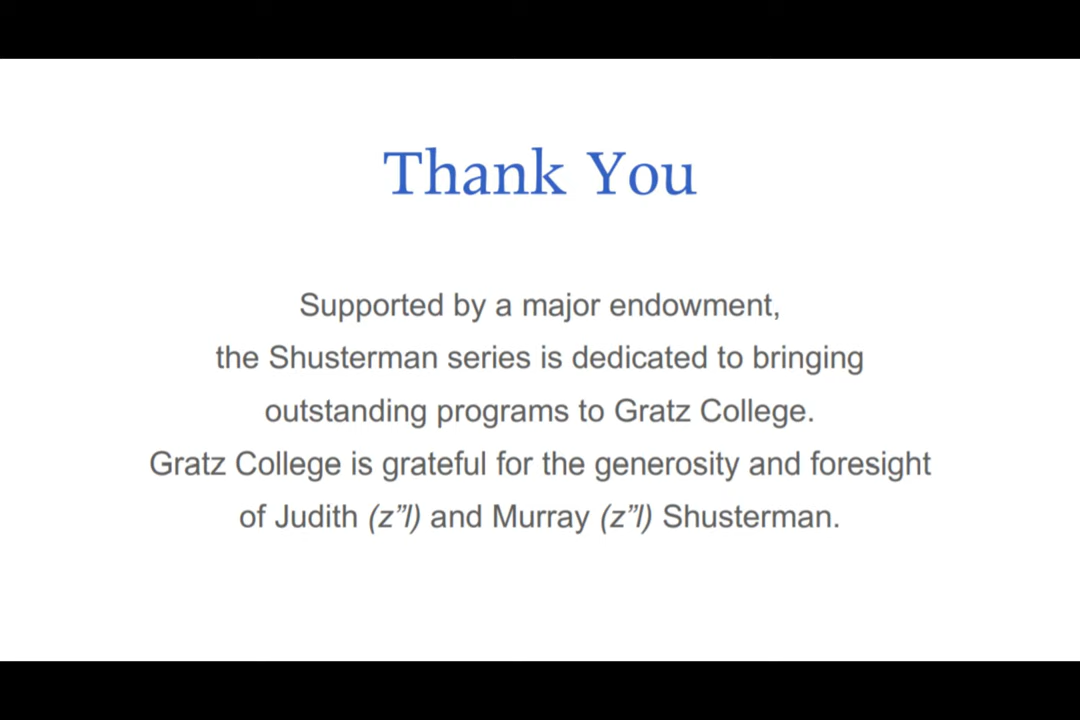 Thank You
Supported by a major endowment,
the Shusterman series is dedicated to bringing
outstanding programs to Gratz College.
Gratz College is grateful for the generosity and foresight
of Judith (z”l) and Murray (z”l) Shusterman.